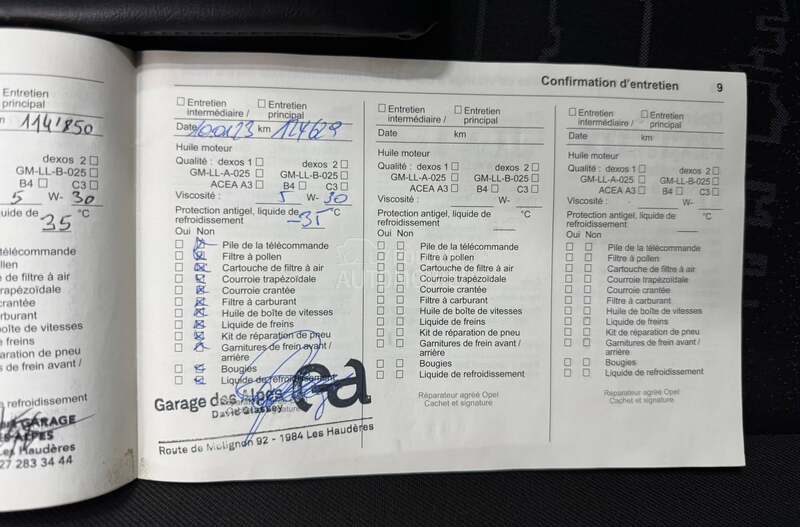 Confirmation d'entretien 9
Entretien
principal
114'850
km
dexos 2
GM-LL-B-025
B4 C3
5 W- 30
35 °C
télécommande
pollen
de filtre à air
trapézoïdale
crantée
carburant
boîte de vitesses
freins
réparation de pneu
de frein avant /
refroidissement
GARAGE
ES ALPES
Les Haudères
27 283 34 44
Entretien intermédiaire / Entretien principal
Date 100123 km 124629
Huile moteur
Qualité : dexos 1 dexos 2
GM-LL-A-025 GM-LL-B-025
ACEA A3 B4 C3
Viscosité : 5 W- 30
Protection antigel, liquide de
refroidissement -35 °C
Oui Non
Pile de la télécommande
Filtre à pollen
Cartouche de filtre à air
Courroie trapézoïdale
Courroie crantée
Filtre à carburant
Huile de boîte de vitesses
Liquide de freins
Kit de réparation de pneu
Garnitures de frein avant /
arrière
Bougies
Liquide de refroidissement
Garage des Alpes ea
David Glassey
Route de Molignon 92 - 1984 Les Haudères
Entretien intermédiaire / Entretien principal
Date km
Huile moteur
Qualité : dexos 1 dexos 2
GM-LL-A-025 GM-LL-B-025
ACEA A3 B4 C3
Viscosité : W-
Protection antigel, liquide de
refroidissement °C
Oui Non
Pile de la télécommande
Filtre à pollen
Cartouche de filtre à air
Courroie trapézoïdale
Courroie crantée
Filtre à carburant
Huile de boîte de vitesses
Liquide de freins
Kit de réparation de pneu
Garnitures de frein avant /
arrière
Bougies
Liquide de refroidissement
Réparateur agréé Opel
Cachet et signature
Entretien intermédiaire / Entretien principal
Date km
Huile moteur
Qualité : dexos 1 dexos 2
GM-LL-A-025 GM-LL-B-025
ACEA A3 B4 C3
Viscosité : W-
Protection antigel, liquide de
refroidissement °C
Oui Non
Pile de la télécommande
Filtre à pollen
Cartouche de filtre à air
Courroie trapézoïdale
Courroie crantée
Filtre à carburant
Huile de boîte de vitesses
Liquide de freins
Kit de réparation de pneu
Garnitures de frein avant /
arrière
Bougies
Liquide de refroidissement
Réparateur agréé Opel
Cachet et signature